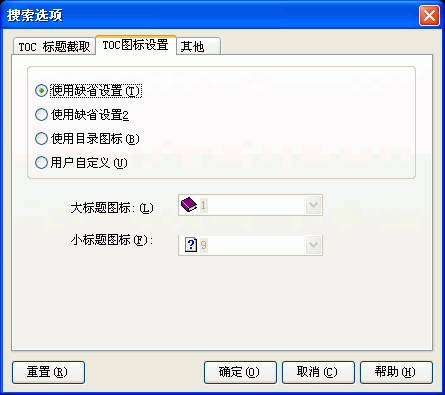 搜索选项
TOC 标题截取 TOC图标设置 其他
使用缺省设置(I)
使用缺省设置2
使用目录图标(B)
用户自定义(U)
大标题图标:(L) 1
小标题图标(F): 9
重置(R) 确定(O) 取消(C) 帮助(H)